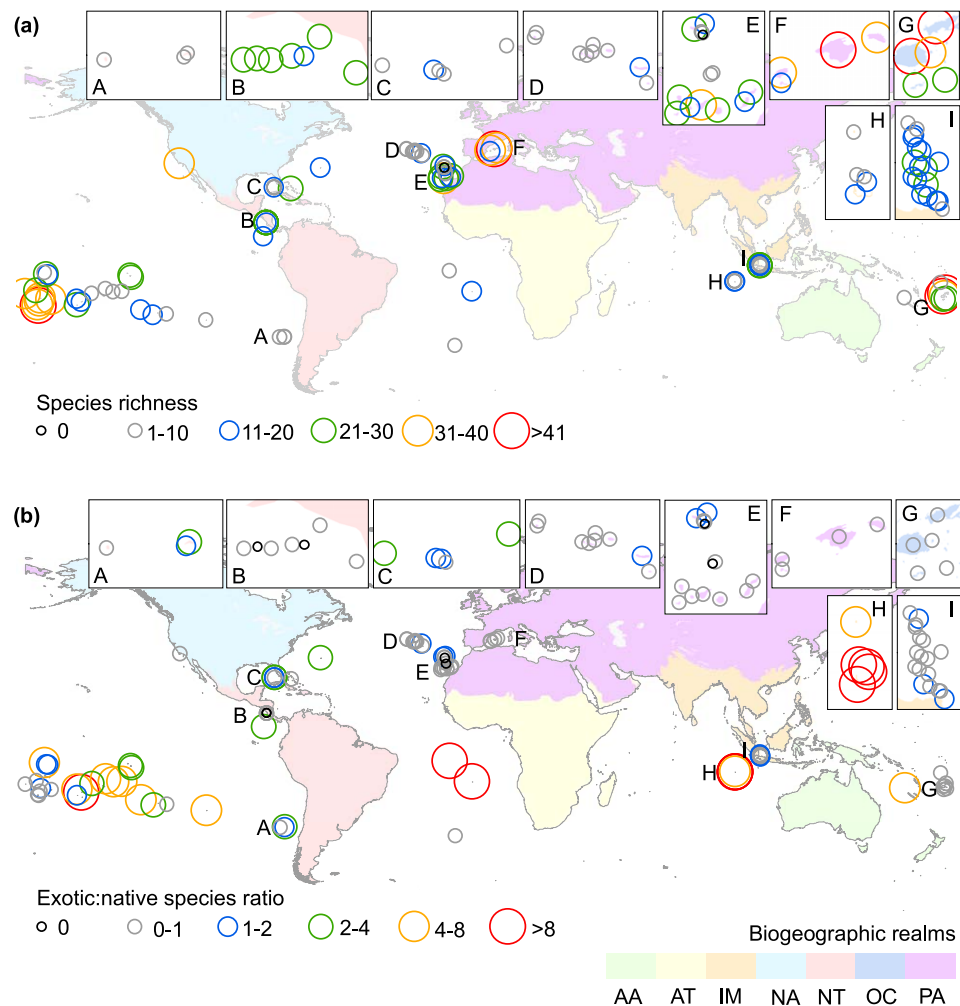 (a)
E
F
G
A
B
C
D
H
I
D
F
E
C
B
I
H
G
A
Species richness
0
1-10
11-20
21-30
31-40
>41
(b)
E
F
G
A
B
C
D
H
I
D
F
E
C
B
I
H
G
A
Exotic:native species ratio
0
0-1
1-2
2-4
4-8
>8
Biogeographic realms
AA AT IM NA NT OC PA